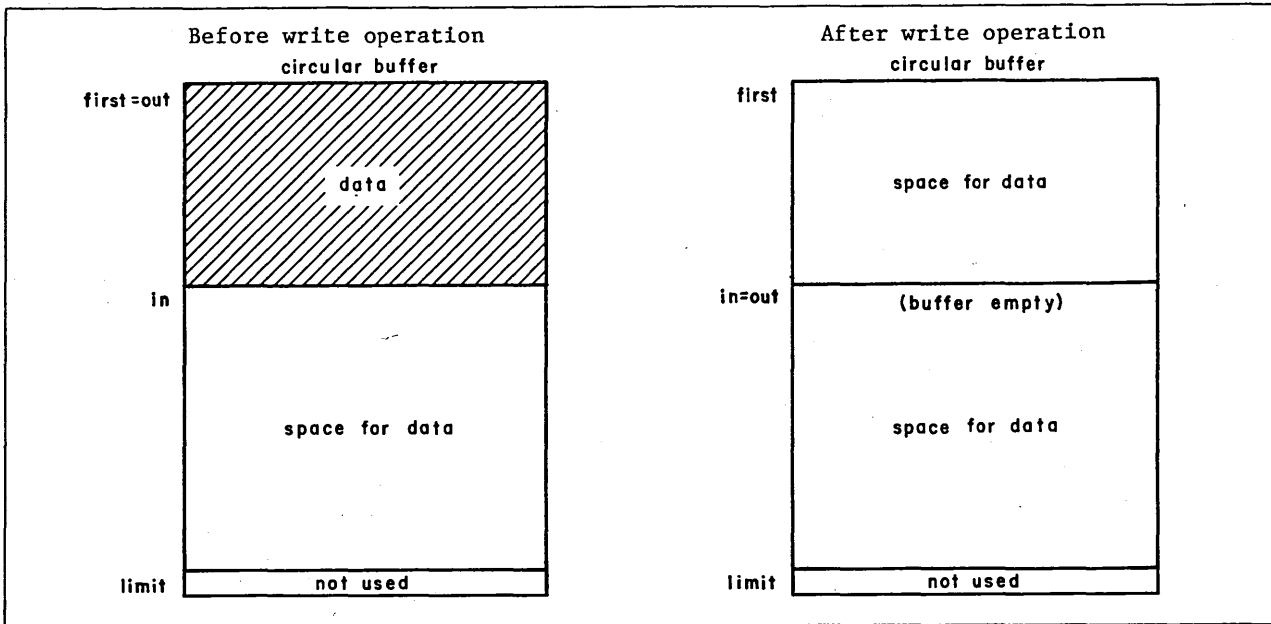 Before write operation
circular buffer
first=out
data
in
space for data
limit
not used
After write operation
circular buffer
first
space for data
in=out
(buffer empty)
space for data
limit
not used